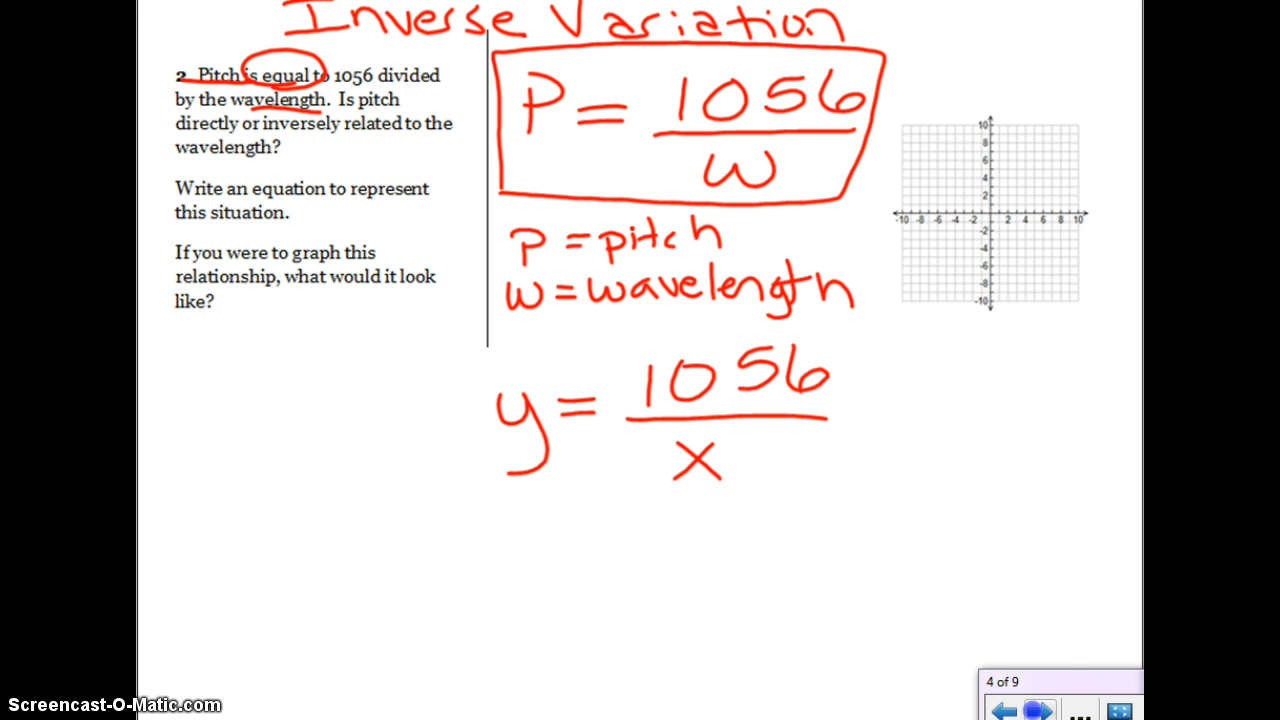 Inverse Variation
2 Pitch is equal to 1056 divided
by the wavelength. Is pitch
directly or inversely related to the
wavelength?
Write an equation to represent
this situation.
If you were to graph this
relationship, what would it look
like?
P = 1056
w
p = pitch
w = wavelength
y = 1056
x
10
8
6
4
2
-10 -8 -6 -4 -2 2 4 6 8 10
-2
-4
-6
-8
-10
4 of 9
...
Screencast-O-Matic.com